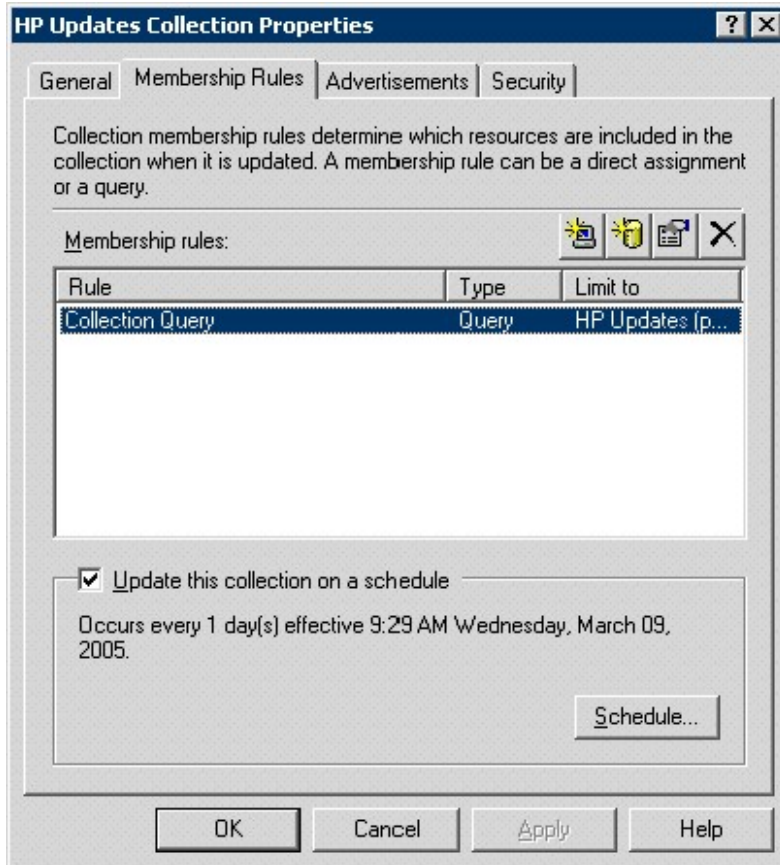 HP Updates Collection Properties
General Membership Rules Advertisements Security
Collection membership rules determine which resources are included in the
collection when it is updated. A membership rule can be a direct assignment
or a query.
Membership rules:
Rule Type Limit to
Collection Query Query HP Updates (p...
Update this collection on a schedule
Occurs every 1 day(s) effective 9:29 AM Wednesday, March 09,
2005.
Schedule...
OK Cancel Apply Help